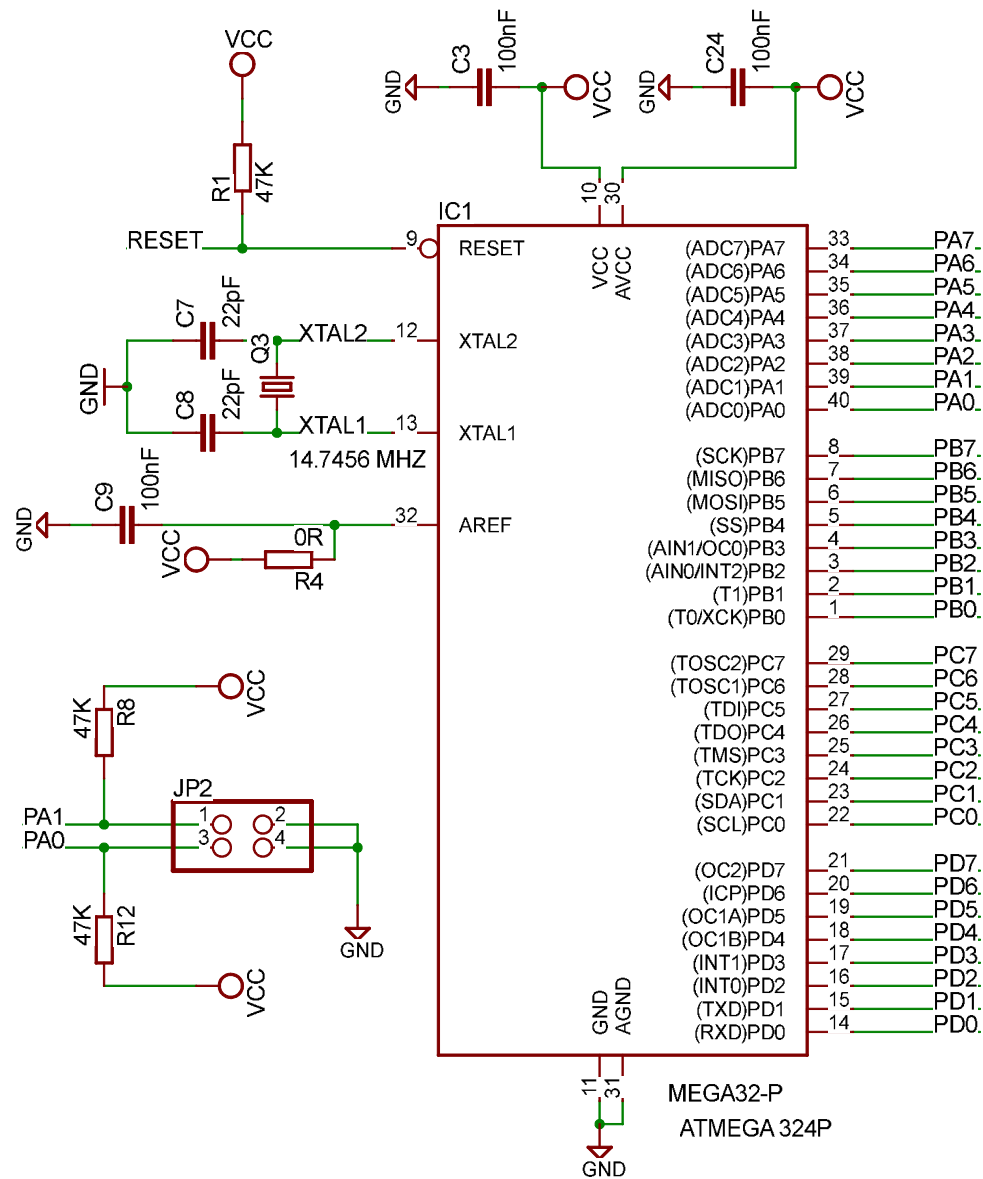 VCC
R1
47K
RESET
GND
C3
100nF
VCC
GND
C24
100nF
VCC
10
30
IC1
9
RESET
VCC
AVCC
C7
22pF
Q3
XTAL2
12
XTAL2
GND
C8
22pF
XTAL1
13
XTAL1
14.7456 MHZ
C9
100nF
GND
32
AREF
VCC
0R
R4
47K
R8
VCC
JP2
PA1
1
2
PA0
3
4
47K
R12
VCC
GND
(ADC7)PA7 33 PA7
(ADC6)PA6 34 PA6
(ADC5)PA5 35 PA5
(ADC4)PA4 36 PA4
(ADC3)PA3 37 PA3
(ADC2)PA2 38 PA2
(ADC1)PA1 39 PA1
(ADC0)PA0 40 PA0
(SCK)PB7 8 PB7
(MISO)PB6 7 PB6
(MOSI)PB5 6 PB5
(SS)PB4 5 PB4
(AIN1/OC0)PB3 4 PB3
(AIN0/INT2)PB2 3 PB2
(T1)PB1 2 PB1
(T0/XCK)PB0 1 PB0
(TOSC2)PC7 29 PC7
(TOSC1)PC6 28 PC6
(TDI)PC5 27 PC5
(TDO)PC4 26 PC4
(TMS)PC3 25 PC3
(TCK)PC2 24 PC2
(SDA)PC1 23 PC1
(SCL)PC0 22 PC0
(OC2)PD7 21 PD7
(ICP)PD6 20 PD6
(OC1A)PD5 19 PD5
(OC1B)PD4 18 PD4
(INT1)PD3 17 PD3
(INT0)PD2 16 PD2
(TXD)PD1 15 PD1
(RXD)PD0 14 PD0
GND
AGND
11
31
GND
MEGA32-P
ATMEGA 324P